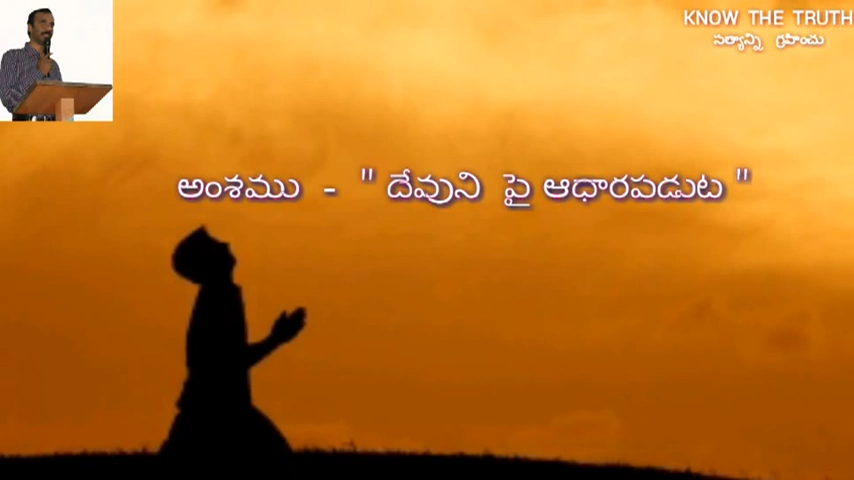 KNOW THE TRUTH
సత్యాన్ని గ్రహించు
అంశము - " దేవుని పై ఆధారపడుట "